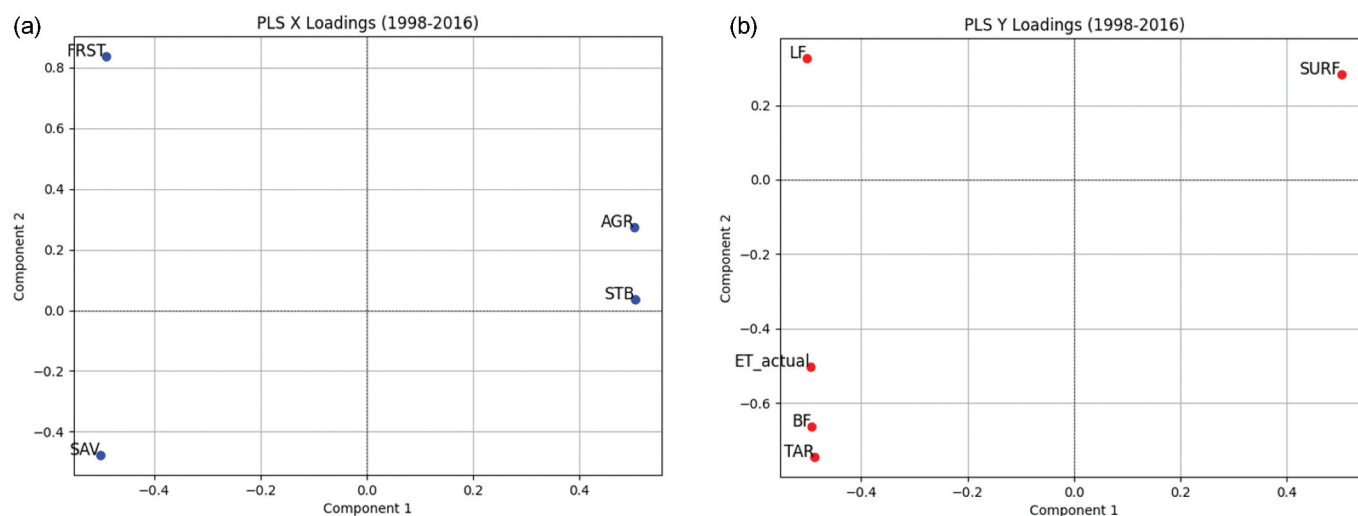 (a)
PLS X Loadings (1998-2016)
FRST
AGR
STB
SAV
Component 2
0.8
0.6
0.4
0.2
0.0
−0.2
−0.4
−0.4
−0.2
0.0
0.2
0.4
Component 1
(b)
PLS Y Loadings (1998-2016)
LF
SURF
ET_actual
BF
TAR
Component 2
0.2
0.0
−0.2
−0.4
−0.6
−0.4
−0.2
0.0
0.2
0.4
Component 1